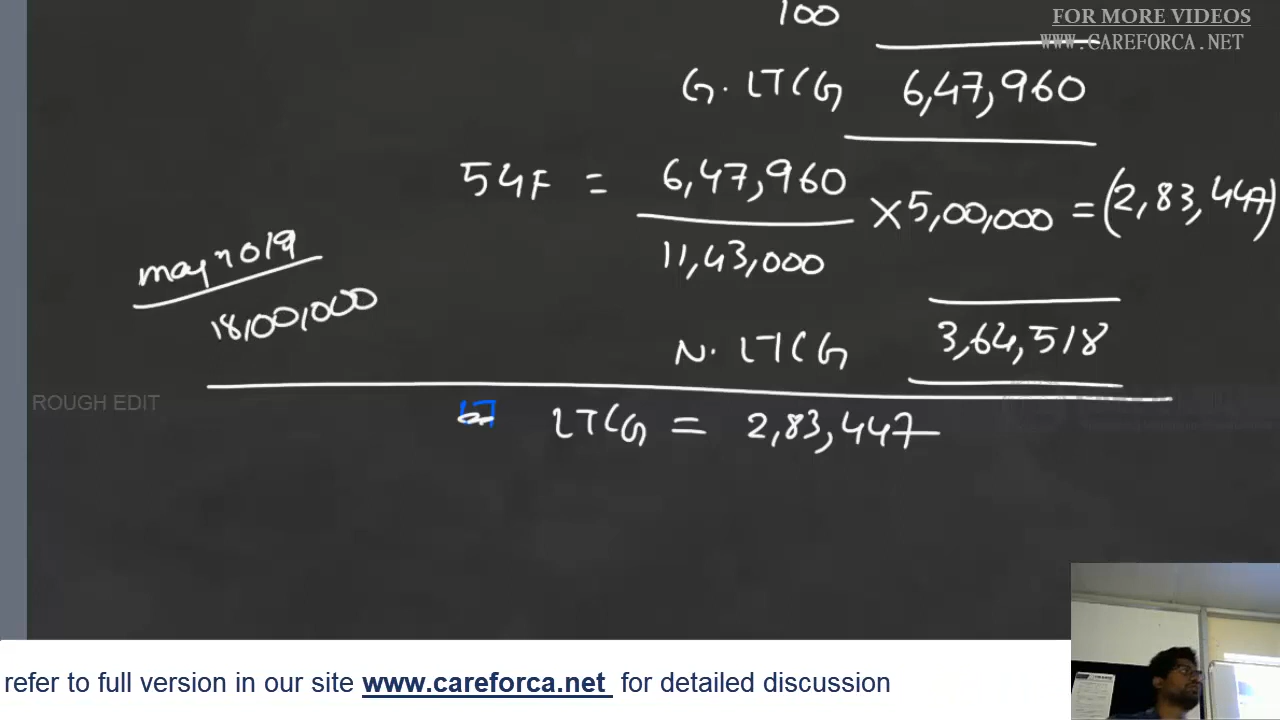 FOR MORE VIDEOS
WWW.CAREFORCA.NET
100
G. LTCG 6,47,960
54F = 6,47,960 / 11,43,000 × 5,00,000 = (2,83,447)
may 2019
18,00,000
N. LTCG 3,64,518
ROUGH EDIT
LTCG = 2,83,447
refer to full version in our site www.careforca.net for detailed discussion